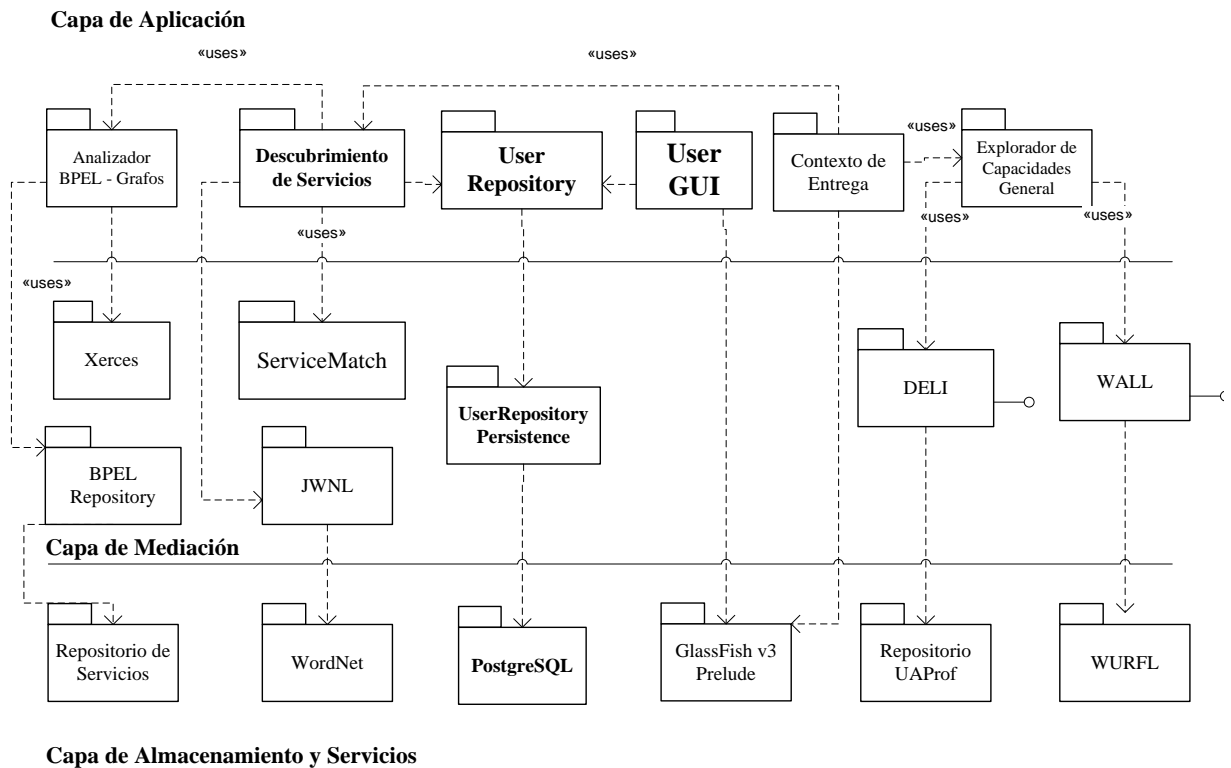 Capa de Aplicación
«uses»
«uses»
Analizador
BPEL - Grafos
Descubrimiento
de Servicios
User
Repository
User
GUI
Contexto de
Entrega
«uses»
Explorador de
Capacidades
General
«uses»
«uses»
«uses»
«uses»
Xerces
ServiceMatch
DELI
WALL
UserRepository
Persistence
BPEL
Repository
JWNL
Capa de Mediación
Repositorio de
Servicios
WordNet
PostgreSQL
GlassFish v3
Prelude
Repositorio
UAProf
WURFL
Capa de Almacenamiento y Servicios